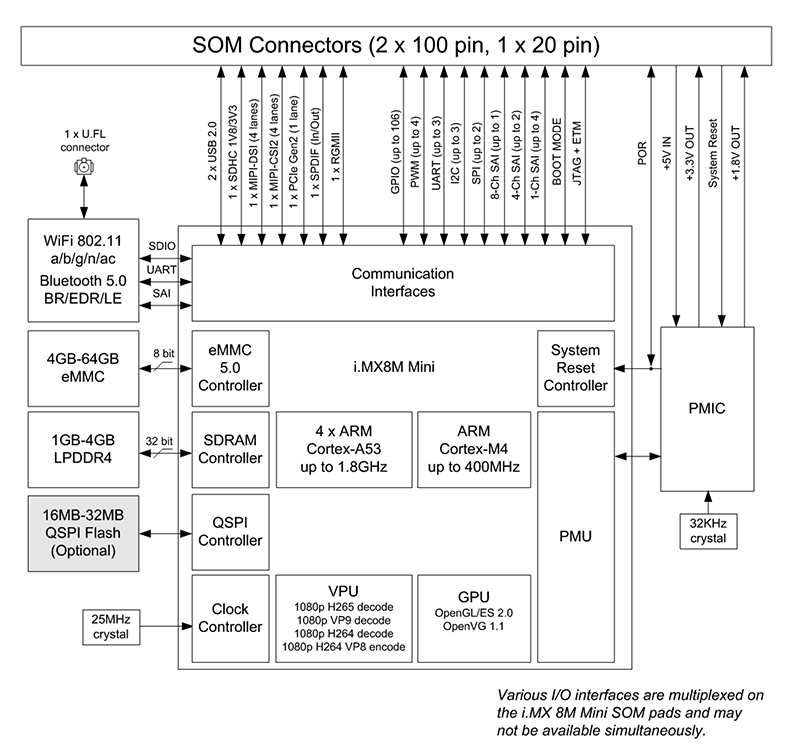 SOM Connectors (2 x 100 pin, 1 x 20 pin)
1 x U.FL
connector
2 x USB 2.0
1 x SDHC 1V8/3V3
1 x MIPI-DSI (4 lanes)
1 x MIPI-CSI2 (4 lanes)
1 x PCIe Gen2 (1 lane)
1 x SPDIF (In/Out)
1 x RGMII
GPIO (up to 106)
PWM (up to 4)
UART (up to 3)
I2C (up to 3)
SPI (up to 2)
8-Ch SAI (up to 1)
4-Ch SAI (up to 2)
1-Ch SAI (up to 4)
BOOT MODE
JTAG + ETM
POR
+5V IN
+3.3V OUT
System Reset
+1.8V OUT
WiFi 802.11
a/b/g/n/ac
Bluetooth 5.0
BR/EDR/LE
SDIO
UART
SAI
Communication
Interfaces
4GB-64GB
eMMC
8 bit
eMMC
5.0
Controller
i.MX8M Mini
System
Reset
Controller
PMIC
1GB-4GB
LPDDR4
32 bit
SDRAM
Controller
4 x ARM
Cortex-A53
up to 1.8GHz
ARM
Cortex-M4
up to 400MHz
16MB-32MB
QSPI Flash
(Optional)
QSPI
Controller
PMU
32KHz
crystal
25MHz
crystal
Clock
Controller
VPU
1080p H265 decode
1080p VP9 decode
1080p H264 decode
1080p H264 VP8 encode
GPU
OpenGL/ES 2.0
OpenVG 1.1
Various I/O interfaces are multiplexed on
the i.MX 8M Mini SOM pads and may
not be available simultaneously.